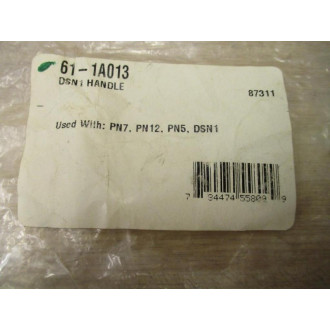 61-1A013
DSN1 HANDLE
87311
Used With: PN7, PN12, PN5, DSN1
7 34474 55809 9